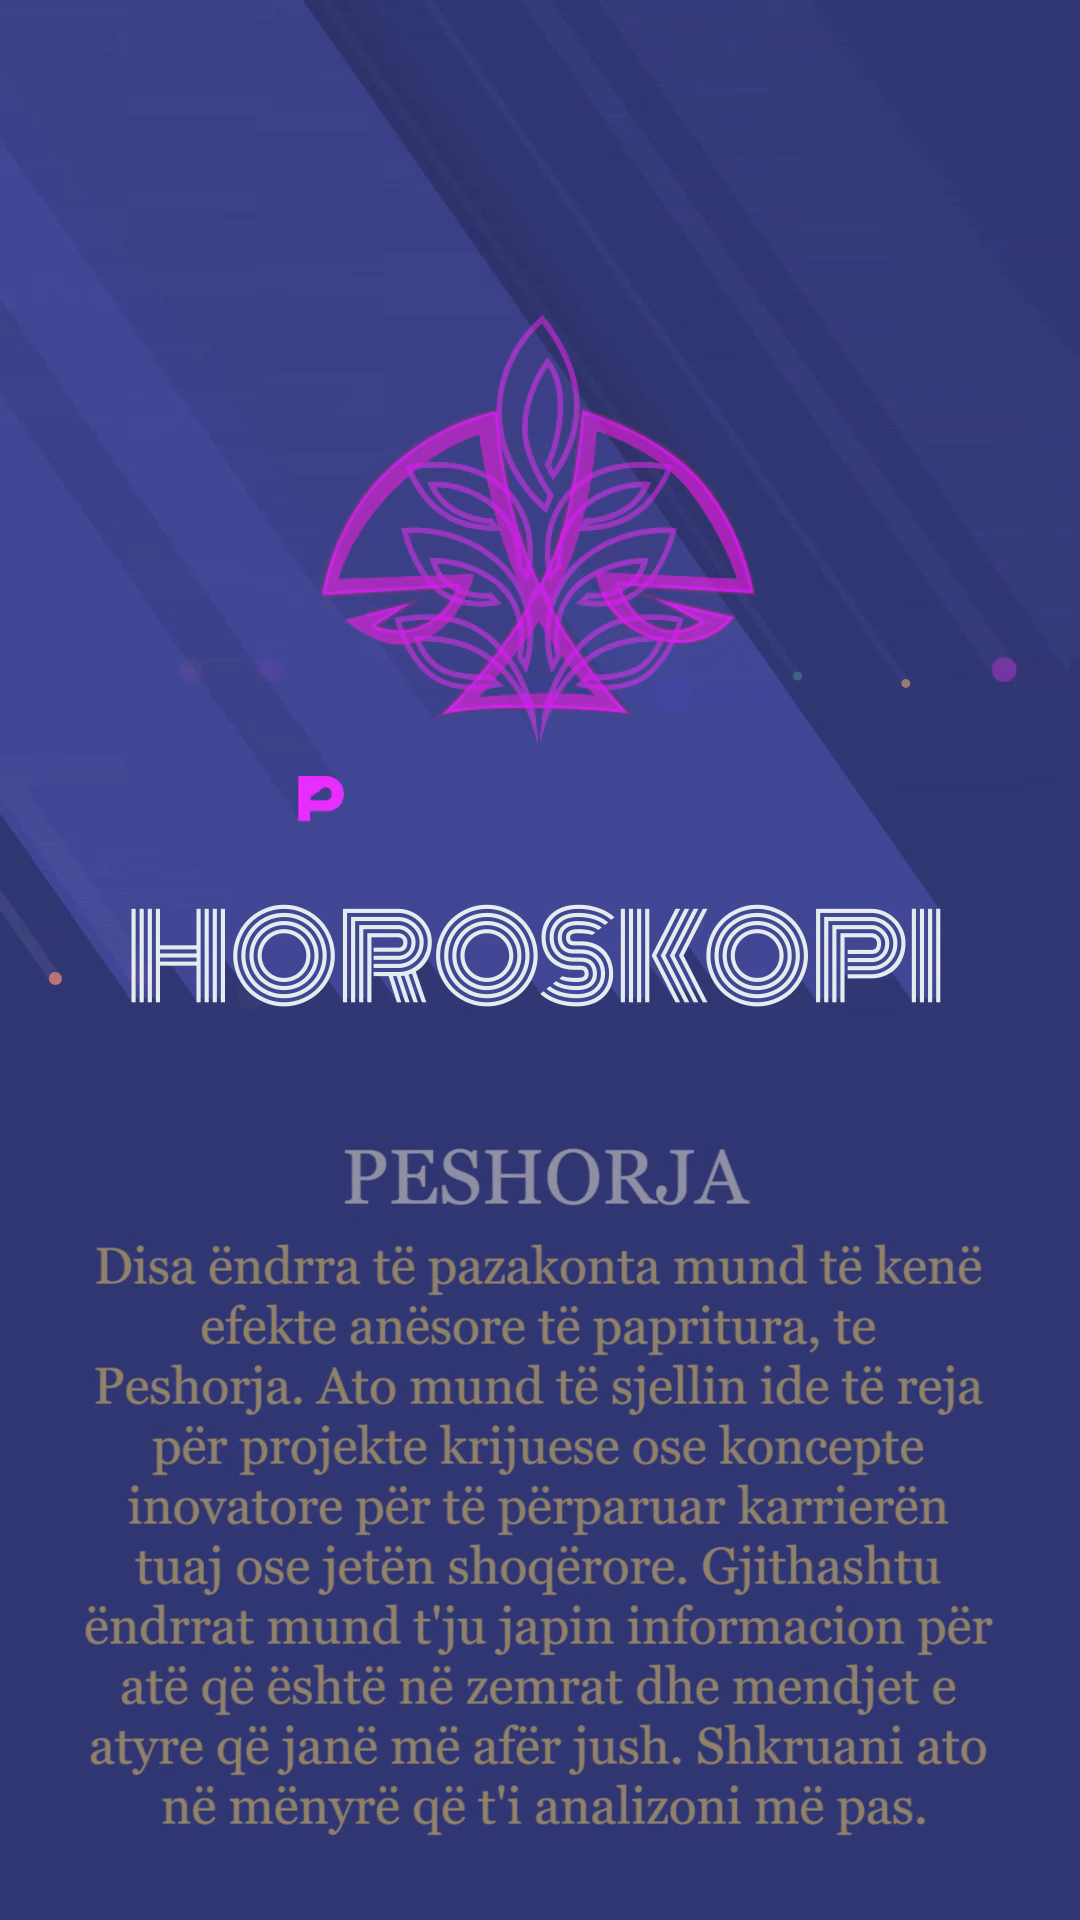 P
HOROSKOPI
PESHORJA
Disa ëndrra të pazakonta mund të kenë
efekte anësore të papritura, te
Peshorja. Ato mund të sjellin ide të reja
për projekte krijuese ose koncepte
inovatore për të përparuar karrierën
tuaj ose jetën shoqërore. Gjithashtu
ëndrrat mund t'ju japin informacion për
atë që është në zemrat dhe mendjet e
atyre që janë më afër jush. Shkruani ato
në mënyrë që t'i analizoni më pas.